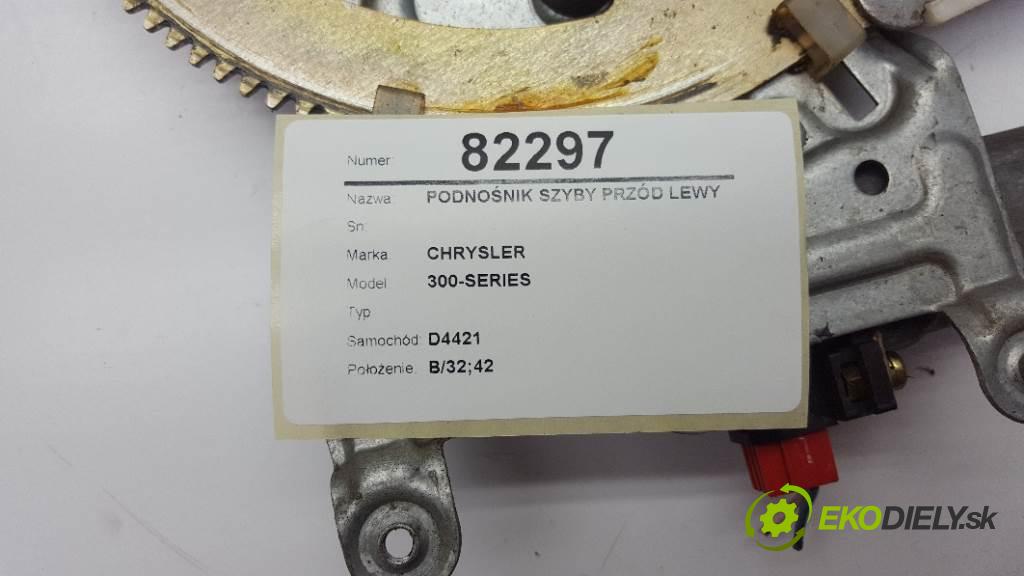 Numer: 82297
Nazwa: PODNOŚNIK SZYBY PRZÓD LEWY
Sn:
Marka CHRYSLER
Model 300-SERIES
Typ
Samochód: D4421
Położenie: B/32;42
EKODIELY.sk